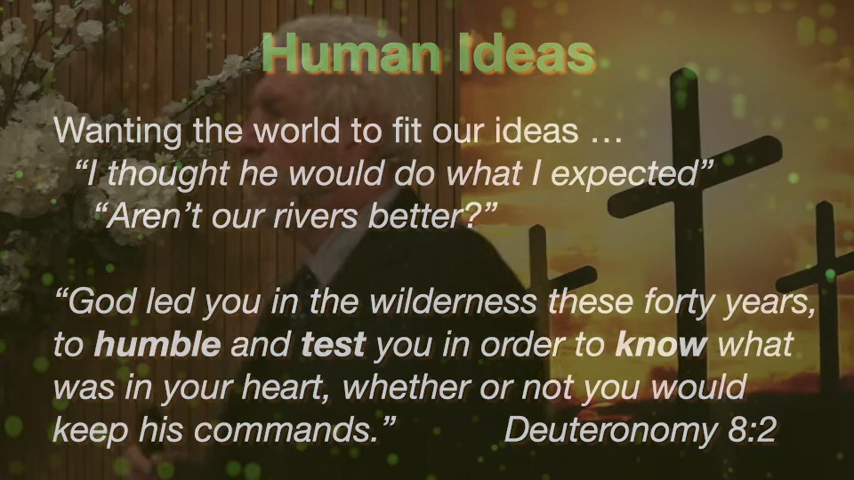 Human Ideas
Wanting the world to fit our ideas …
“I thought he would do what I expected”
“Aren’t our rivers better?”
“God led you in the wilderness these forty years,
to humble and test you in order to know what
was in your heart, whether or not you would
keep his commands.” Deuteronomy 8:2